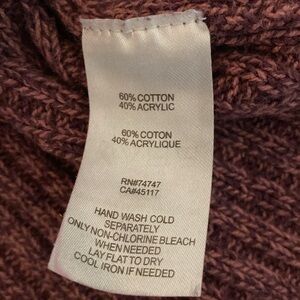 60% COTTON
40% ACRYLIC
60% COTON
40% ACRYLIQUE
RN#74747
CA#45117
HAND WASH COLD
SEPARATELY
ONLY NON-CHLORINE BLEACH
WHEN NEEDED
LAY FLAT TO DRY
COOL IRON IF NEEDED